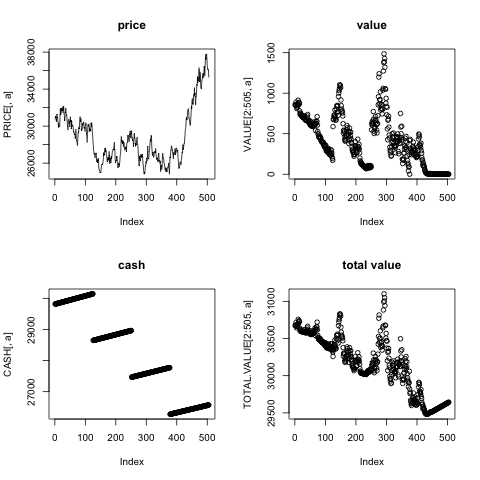 price
PRICE[, a]
26000 30000 34000 38000
0 100 200 300 400 500
Index
value
VALUE[2:505, a]
0 500 1000 1500
0 100 200 300 400 500
Index
cash
CASH[, a]
27000 29000
0 100 200 300 400 500
Index
total value
TOTAL.VALUE[2:505, a]
29500 30000 30500 31000
0 100 200 300 400 500
Index